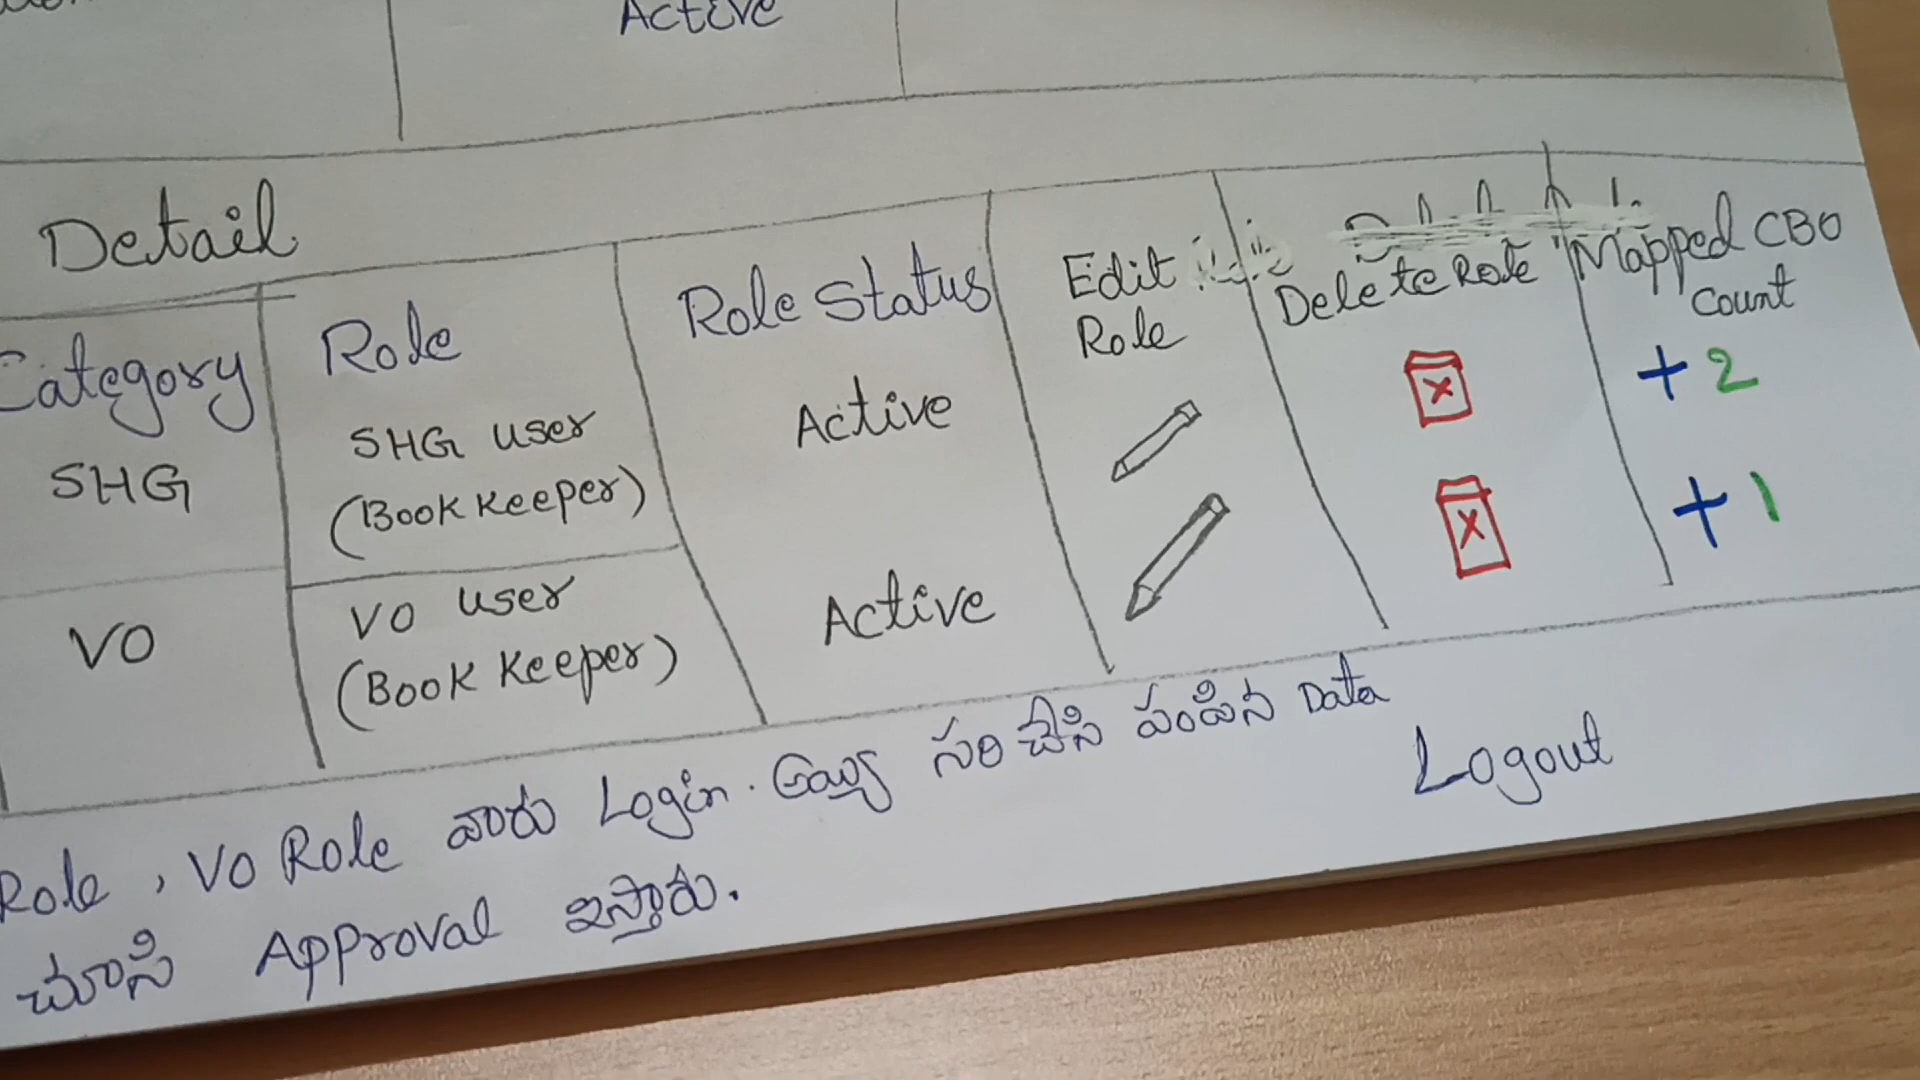 Active
Detail
Category Role Role Status Edit Role Delete Role Mapped CBO Count
SHG SHG user (Book Keeper) Active + 2
VO VO user (Book Keeper) Active + 1
Role, VO Role వారు Login. అయ్యి సరి చేసి పంపిన Data
చూసి Approval ఇస్తారు.
Logout